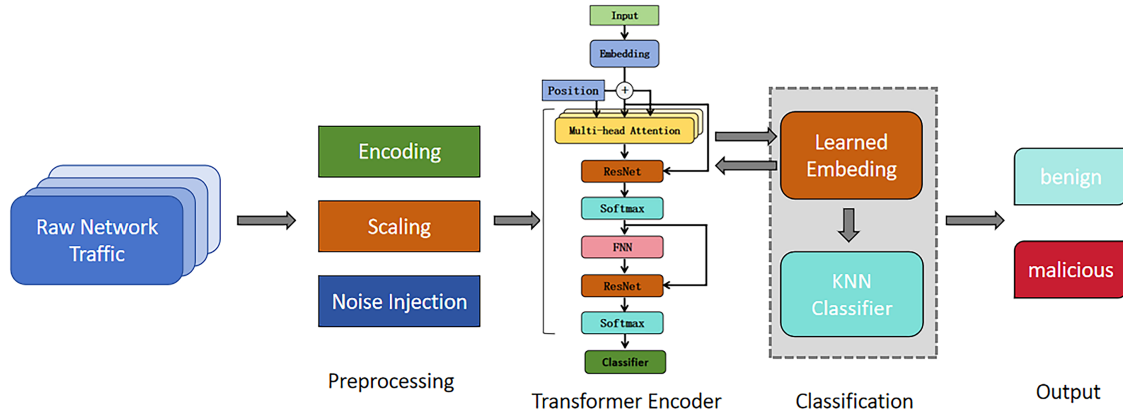 Raw Network
Traffic
Encoding
Scaling
Noise Injection
Preprocessing
Input
Embedding
Position
+
Multi-head Attention
ResNet
Softmax
FNN
ResNet
Softmax
Classifier
Transformer Encoder
Learned
Embeding
KNN
Classifier
Classification
benign
malicious
Output